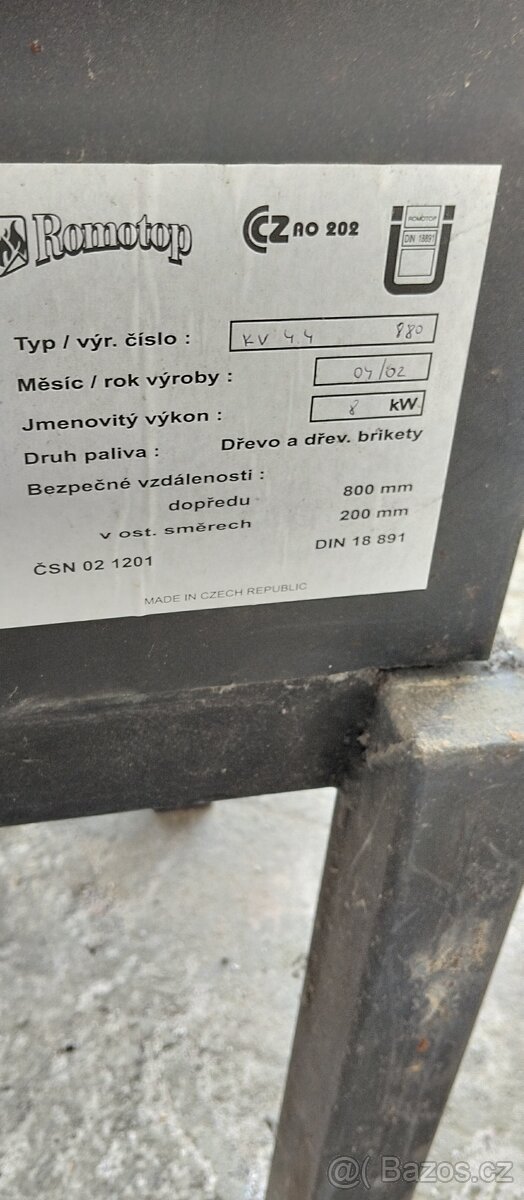 Romotop CZ AO 202 ROMOTOP DIN 18891
Typ / výr. číslo : KV 4.4 880
Měsíc / rok výroby : 04/02
Jmenovitý výkon : 8 kW
Druh paliva : Dřevo a dřev. brikety
Bezpečné vzdálenosti :
dopředu 800 mm
v ost. směrech 200 mm
ČSN 02 1201 DIN 18 891
MADE IN CZECH REPUBLIC
@( Bazos.cz